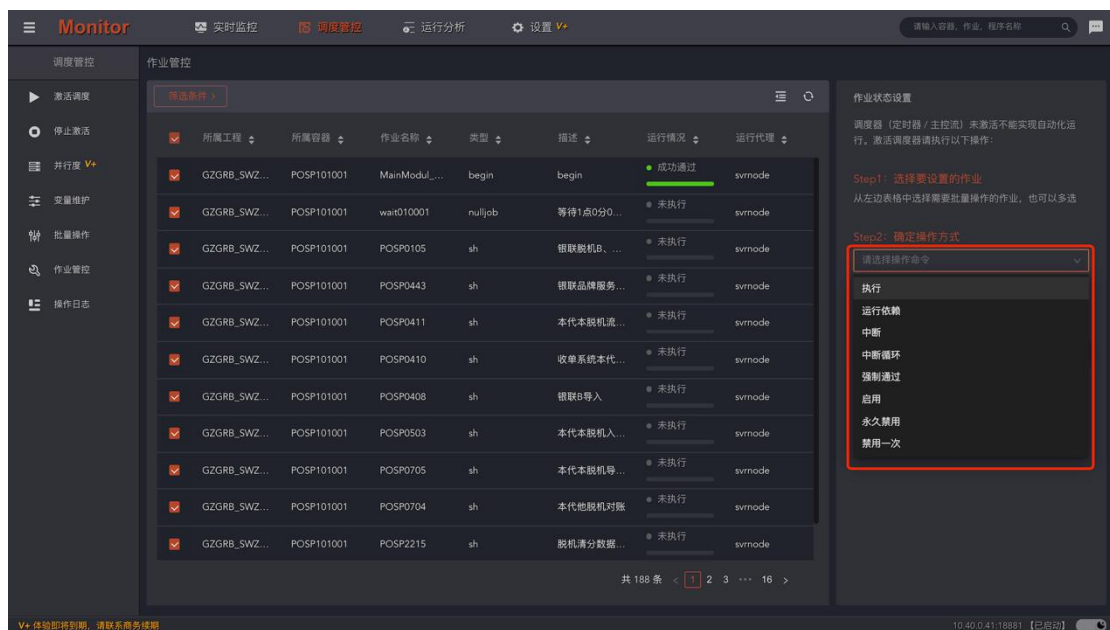 Monitor 实时监控 调度管控 运行分析 设置 V+ 请输入容器, 作业, 程序名称
调度管控 作业管控
激活调度
停止激活
并行度 V+
变量维护
批量操作
作业管控
操作日志
筛选条件 >
所属工程 所属容器 作业名称 类型 描述 运行情况 运行代理
GZGRB_SWZ... POSP101001 MainModul_... begin begin 成功通过 svrnode
GZGRB_SWZ... POSP101001 wait010001 nulljob 等待1点0分0... 未执行 svrnode
GZGRB_SWZ... POSP101001 POSP0105 sh 银联脱机B、... 未执行 svrnode
GZGRB_SWZ... POSP101001 POSP0443 sh 银联品牌服务... 未执行 svrnode
GZGRB_SWZ... POSP101001 POSP0411 sh 本代本脱机流... 未执行 svrnode
GZGRB_SWZ... POSP101001 POSP0410 sh 收单系统本代... 未执行 svrnode
GZGRB_SWZ... POSP101001 POSP0408 sh 银联B导入 未执行 svrnode
GZGRB_SWZ... POSP101001 POSP0503 sh 本代本脱机入... 未执行 svrnode
GZGRB_SWZ... POSP101001 POSP0705 sh 本代本脱机导... 未执行 svrnode
GZGRB_SWZ... POSP101001 POSP0704 sh 本代他脱机对账 未执行 svrnode
GZGRB_SWZ... POSP101001 POSP2215 sh 脱机清分数据... 未执行 svrnode
共 188 条 < 1 2 3 ••• 16 >
作业状态设置
调度器（定时器 / 主控流）未激活不能实现自动化运
行。激活调度器请执行以下操作：
Step1：选择要设置的作业
从左边表格中选择需要批量操作的作业，也可以多选
Step2：确定操作方式
请选择操作命令
执行
运行依赖
中断
中断循环
强制通过
启用
永久禁用
禁用一次
V+ 体验即将到期，请联系商务续期 10.40.0.41:18881 【已启动】